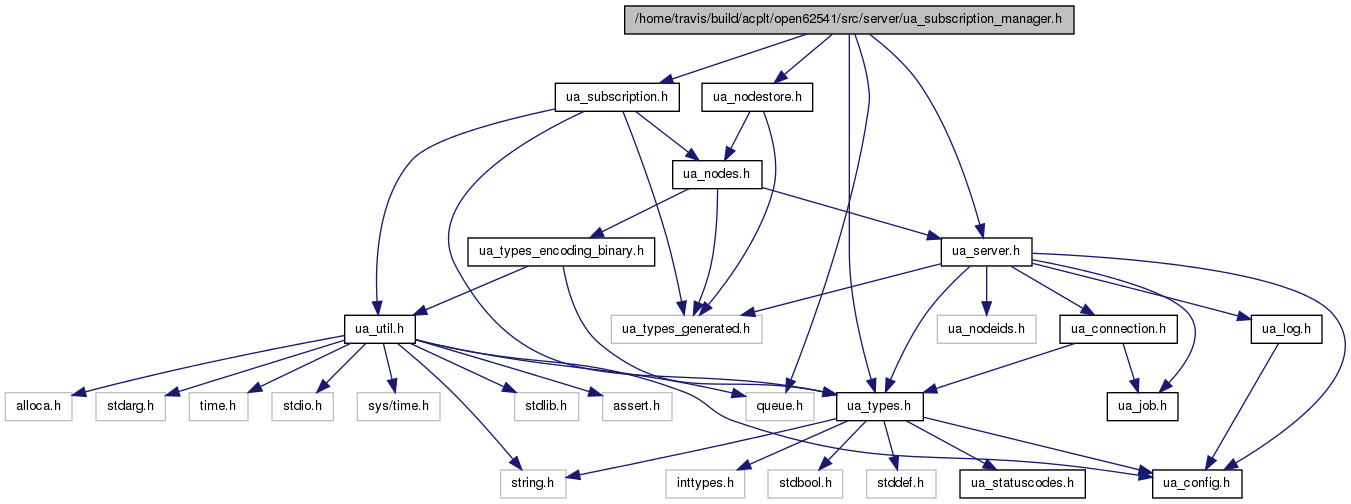 /home/travis/build/acplt/open62541/src/server/ua_subscription_manager.h
ua_subscription.h
ua_nodestore.h
ua_nodes.h
ua_types_encoding_binary.h
ua_server.h
ua_util.h
ua_types_generated.h
ua_nodeids.h
ua_connection.h
ua_log.h
alloca.h
stdarg.h
time.h
stdio.h
sys/time.h
stdlib.h
assert.h
queue.h
ua_types.h
ua_job.h
string.h
inttypes.h
stdbool.h
stddef.h
ua_statuscodes.h
ua_config.h